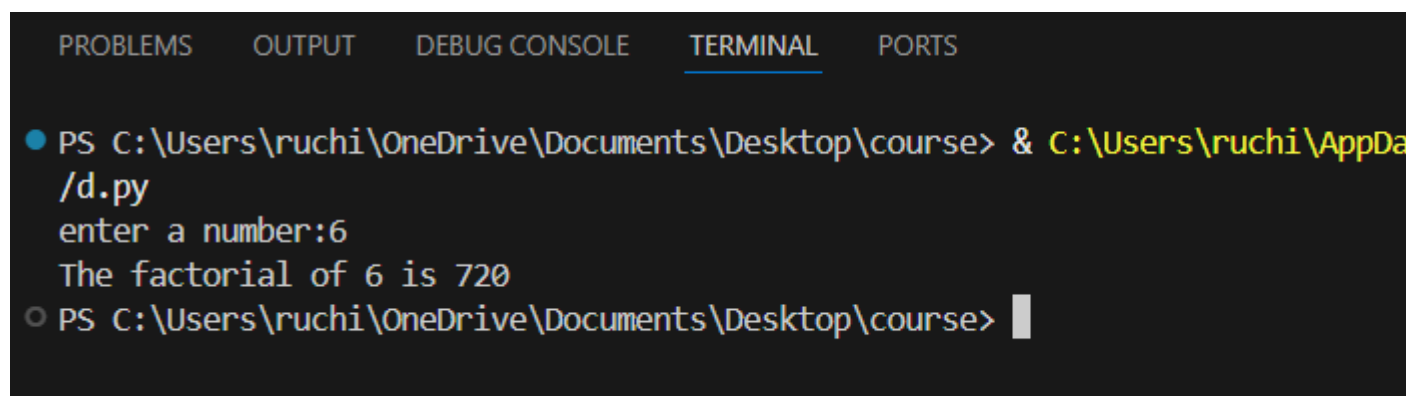 PROBLEMS OUTPUT DEBUG CONSOLE TERMINAL PORTS
PS C:\Users\ruchi\OneDrive\Documents\Desktop\course> & C:\Users\ruchi\AppDa
/d.py
enter a number:6
The factorial of 6 is 720
PS C:\Users\ruchi\OneDrive\Documents\Desktop\course>